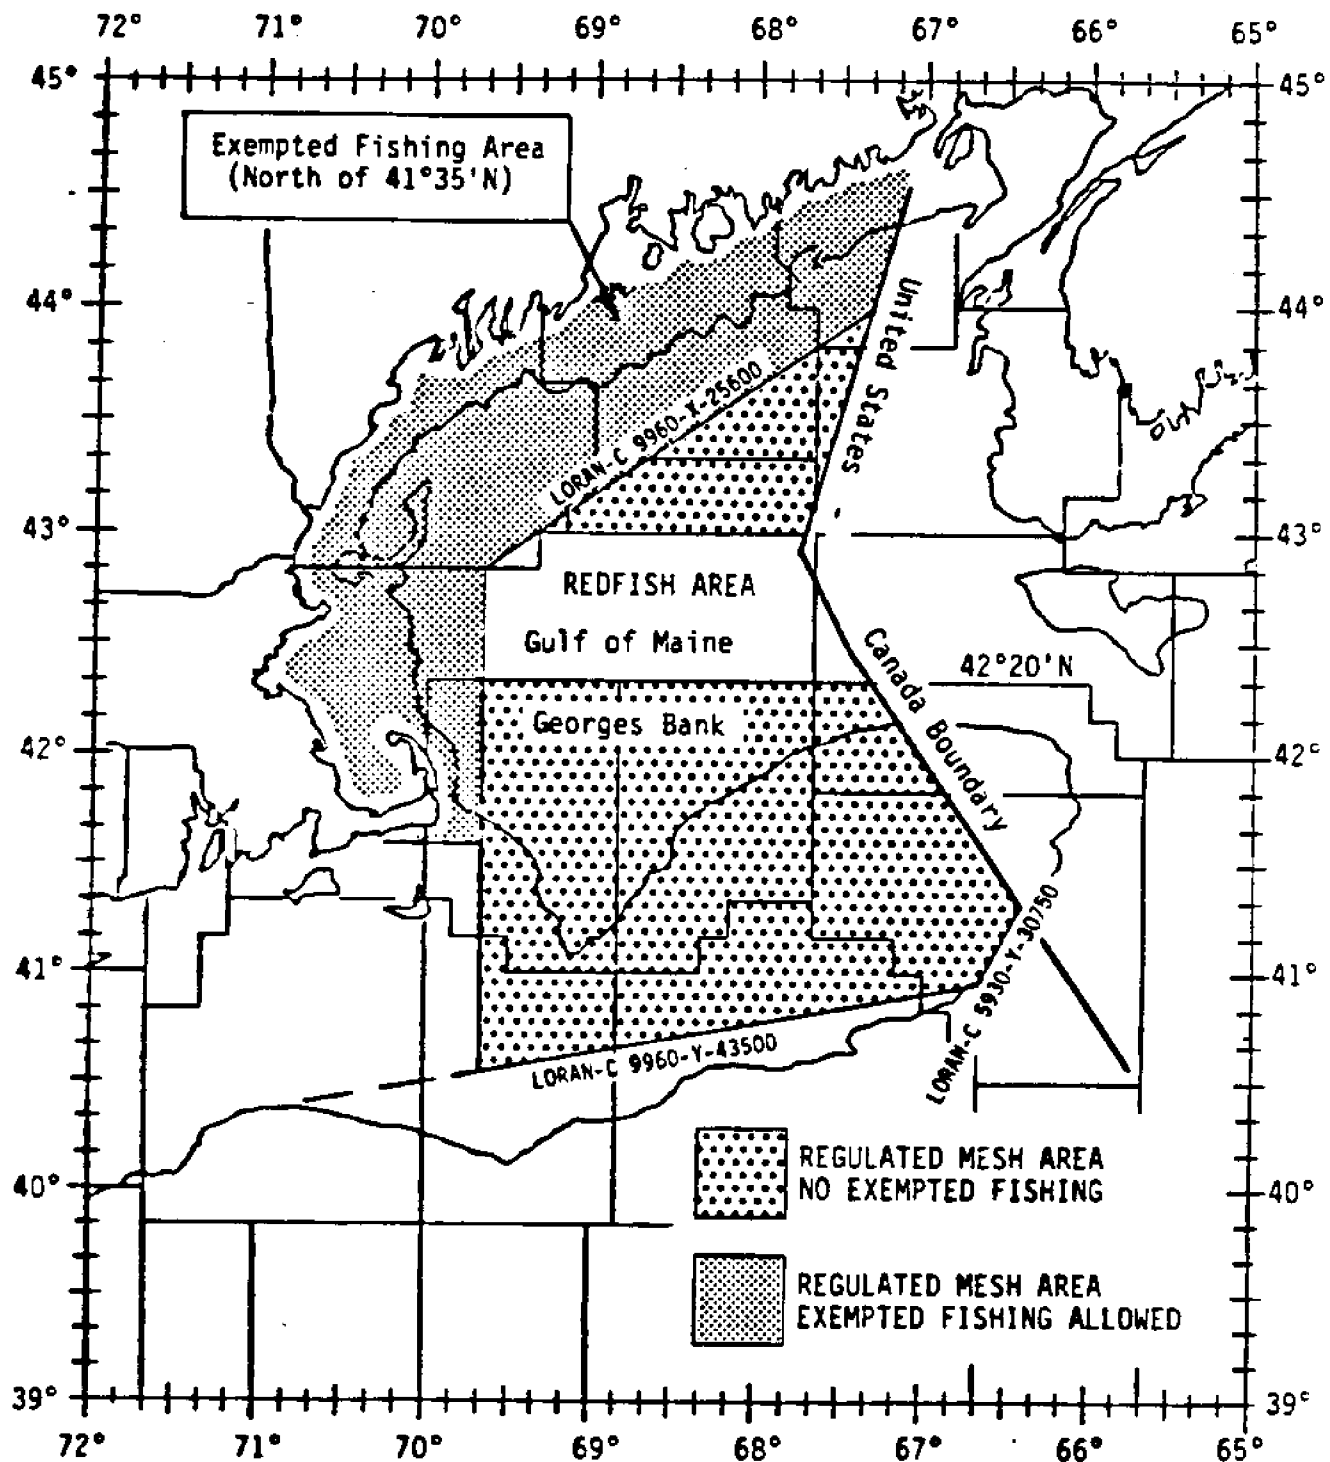 72° 71° 70° 69° 68° 67° 66° 65°
45° 45°
Exempted Fishing Area
(North of 41°35'N)
44° 44°
United States
LORAN-C 9960-X-25600
43° 43°
REDFISH AREA
Gulf of Maine
42°20'N
Canada Boundary
Georges Bank
42° 42°
41° 41°
LORAN-C 5930-Y-30750
LORAN-C 9960-Y-43500
REGULATED MESH AREA
NO EXEMPTED FISHING
40° 40°
REGULATED MESH AREA
EXEMPTED FISHING ALLOWED
39° 39°
72° 71° 70° 69° 68° 67° 66° 65°